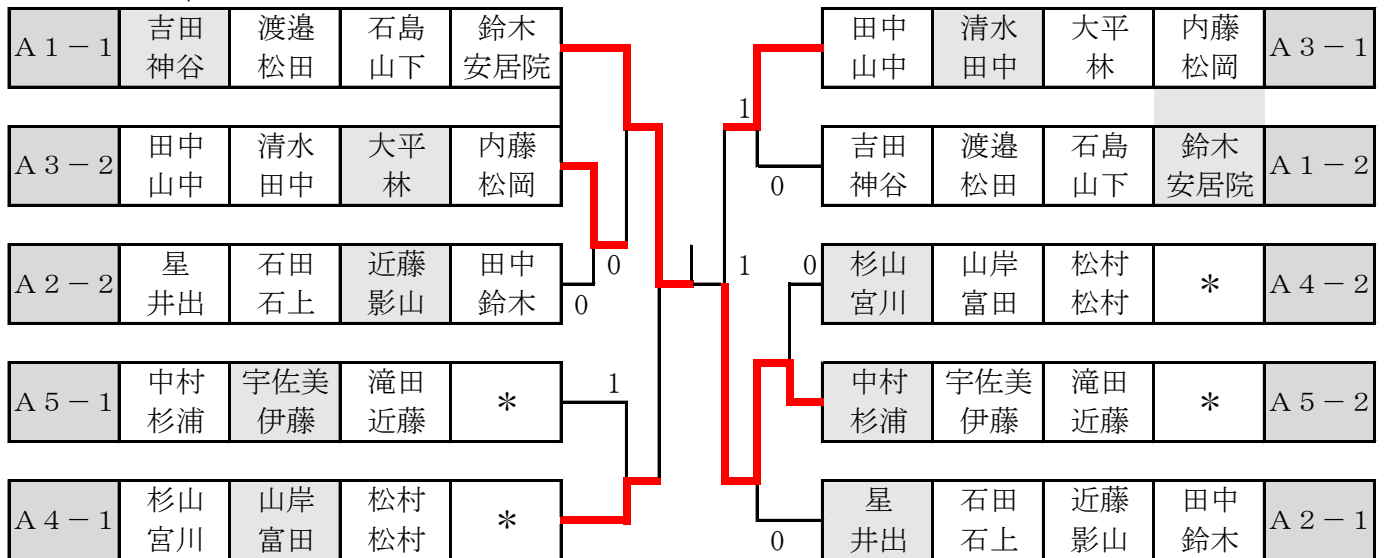 A1-1 吉田 渡邉 石島 鈴木
神谷 松田 山下 安居院
田中 清水 大平 内藤 A3-1
山中 田中 林 松岡
1
A3-2 田中 清水 大平 内藤
山中 田中 林 松岡
吉田 渡邉 石島 鈴木 A1-2
神谷 松田 山下 安居院
0
A2-2 星 石田 近藤 田中
井出 石上 影山 鈴木
0
0
1
0
杉山 山岸 松村 * A4-2
宮川 富田 松村
A5-1 中村 宇佐美 滝田 *
杉浦 伊藤 近藤
1
中村 宇佐美 滝田 * A5-2
杉浦 伊藤 近藤
A4-1 杉山 山岸 松村 *
宮川 富田 松村
星 石田 近藤 田中 A2-1
井出 石上 影山 鈴木
0